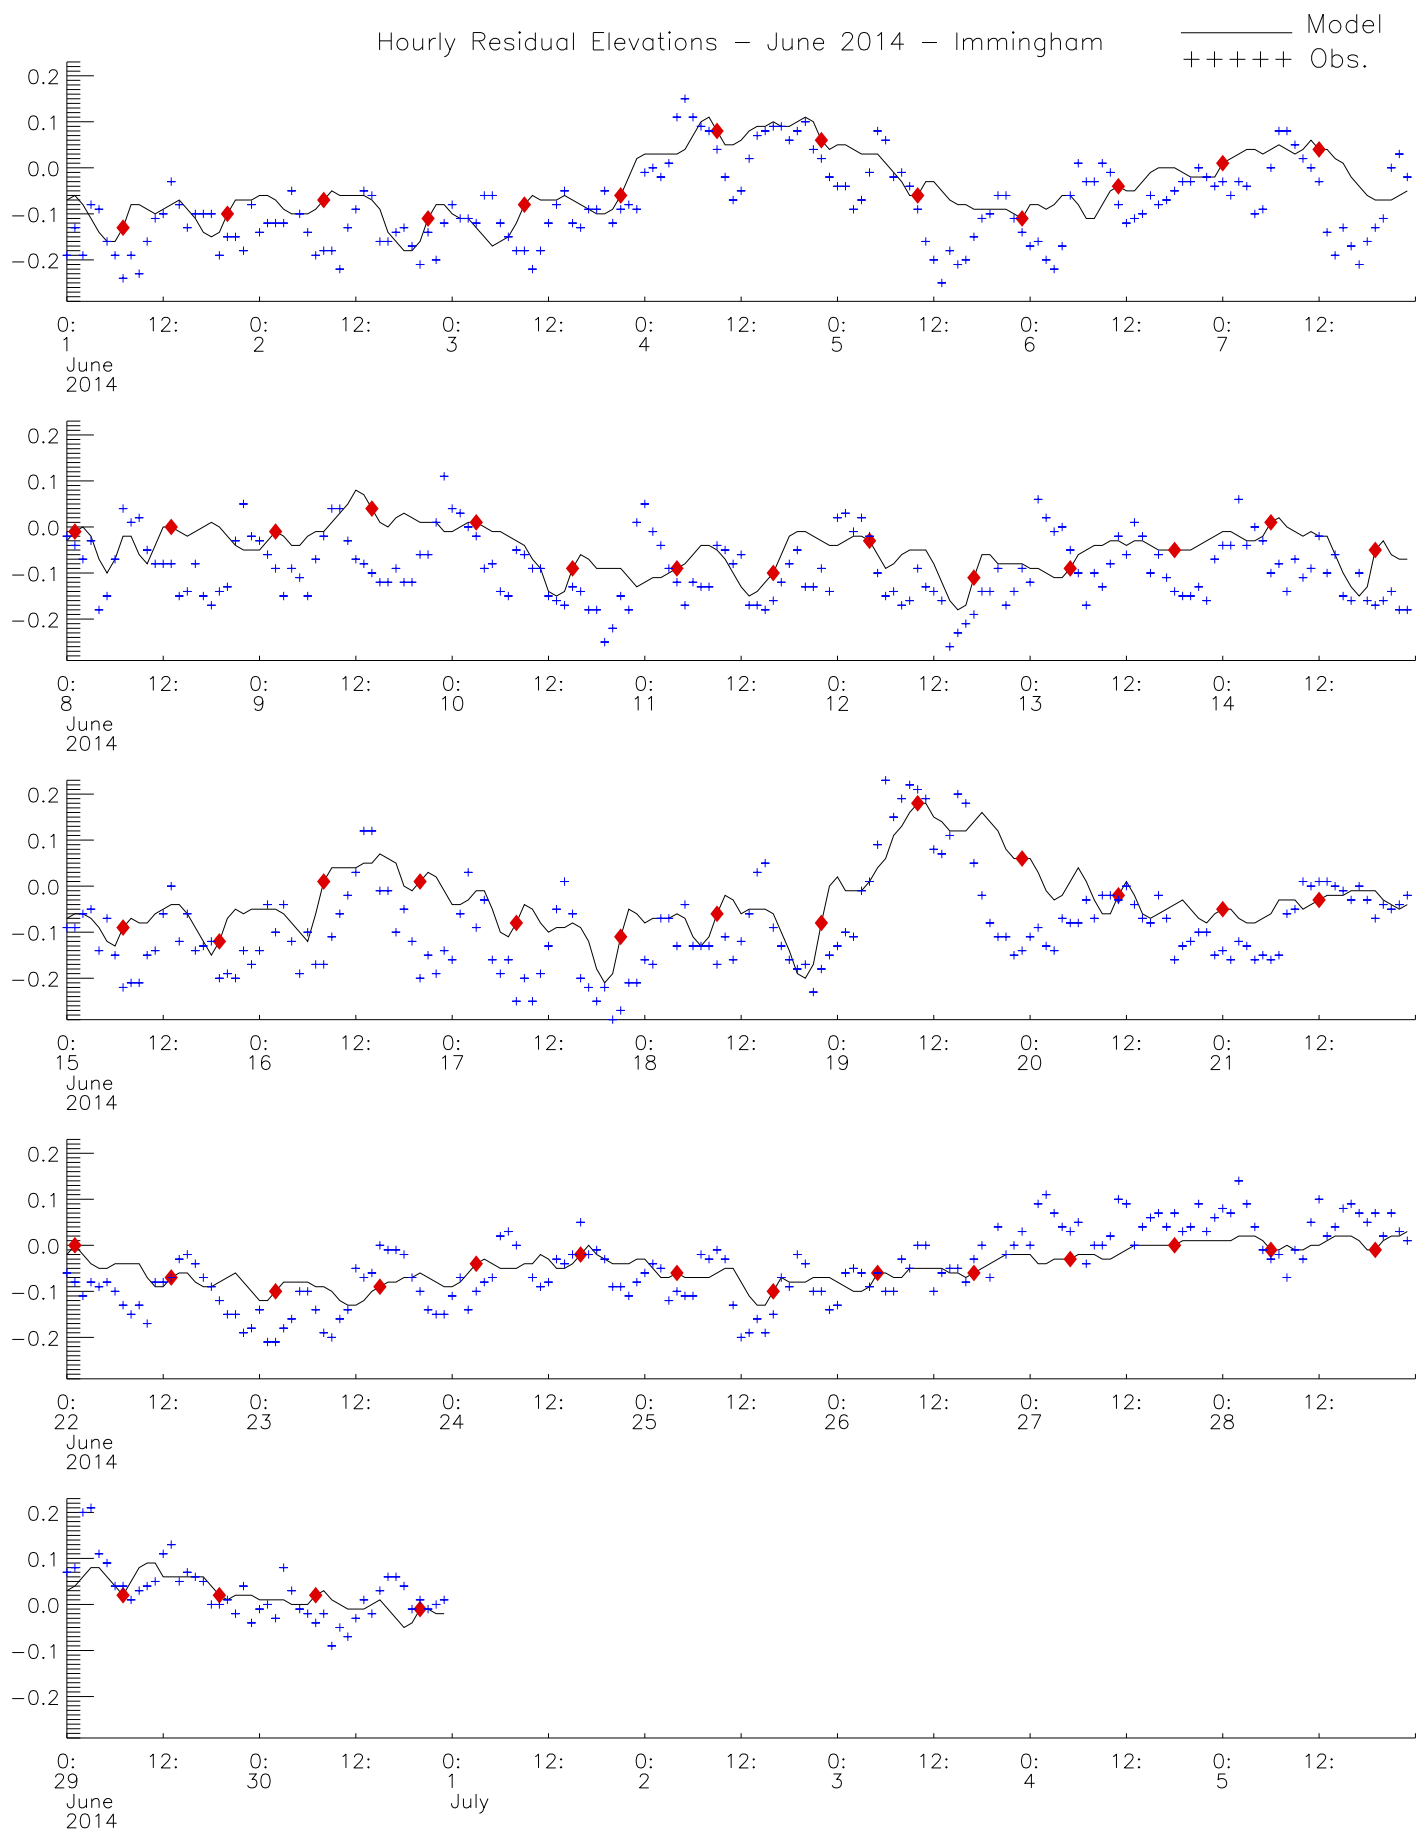 Hourly Residual Elevations – June 2014 – Immingham
Model
+++++ Obs.
0.2
0.1
0.0
−0.1
−0.2
0: 12: 0: 12: 0: 12: 0: 12: 0: 12: 0: 12: 0: 12:
1 2 3 4 5 6 7
June
2014
0.2
0.1
0.0
−0.1
−0.2
0: 12: 0: 12: 0: 12: 0: 12: 0: 12: 0: 12: 0: 12:
8 9 10 11 12 13 14
June
2014
0.2
0.1
0.0
−0.1
−0.2
0: 12: 0: 12: 0: 12: 0: 12: 0: 12: 0: 12: 0: 12:
15 16 17 18 19 20 21
June
2014
0.2
0.1
0.0
−0.1
−0.2
0: 12: 0: 12: 0: 12: 0: 12: 0: 12: 0: 12: 0: 12:
22 23 24 25 26 27 28
June
2014
0.2
0.1
0.0
−0.1
−0.2
0: 12: 0: 12: 0: 12: 0: 12: 0: 12: 0: 12: 0: 12:
29 30 1 2 3 4 5
June July
2014